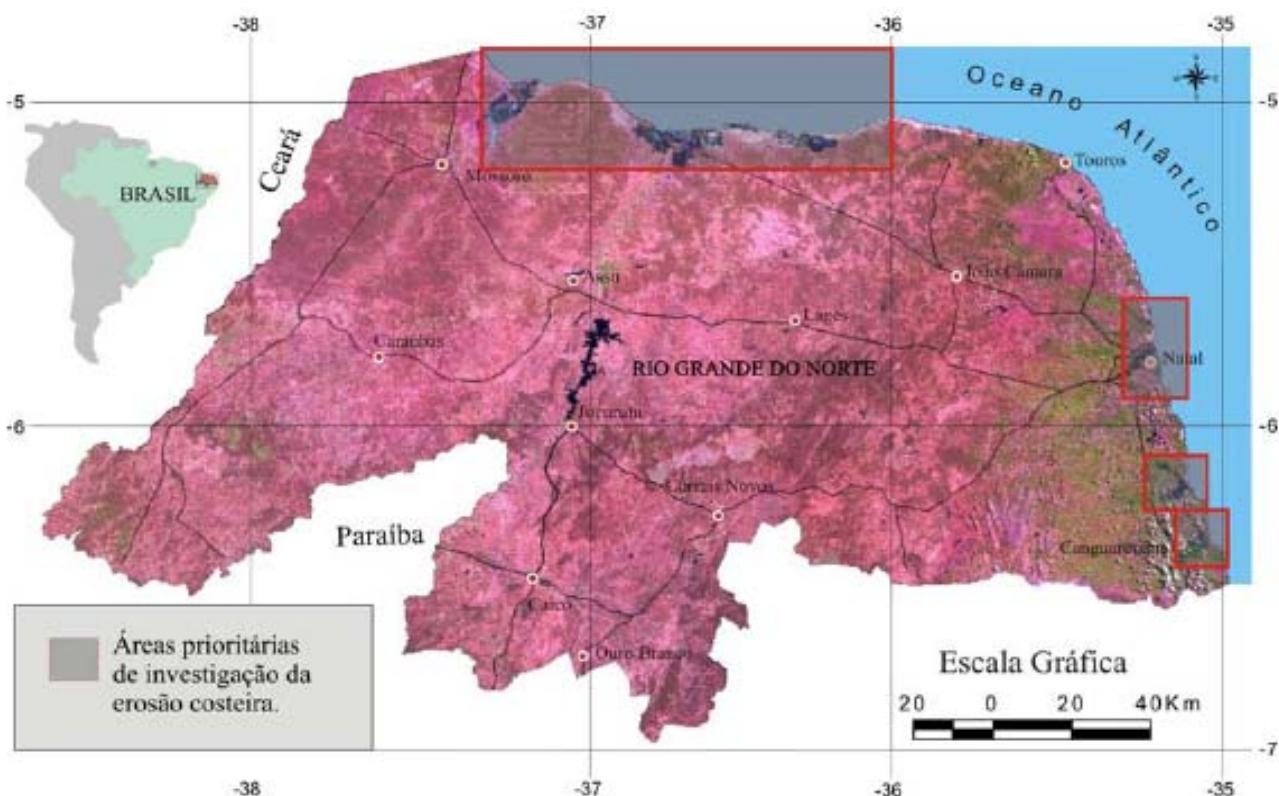 -38
-37
-36
-35
-5
-5
Oceano Atlântico
Ceará
BRASIL
Mossoró
Touros
João Câmara
Assu
Lages
Caraúbas
RIO GRANDE DO NORTE
Natal
-6
-6
Jucurutu
Currais Novos
Paraíba
Canguaretama
Caicó
Ouro Branco
Áreas prioritárias
de investigação da
erosão costeira.
Escala Gráfica
20 0 20 40 Km
-7
-38
-37
-36
-35